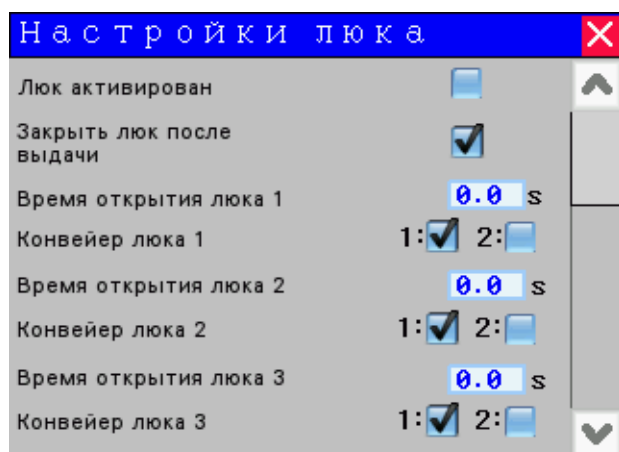 Настройки люка
Люк активирован
Закрыть люк после
выдачи
Время открытия люка 1 0.0 s
Конвейер люка 1 1: 2:
Время открытия люка 2 0.0 s
Конвейер люка 2 1: 2:
Время открытия люка 3 0.0 s
Конвейер люка 3 1: 2: